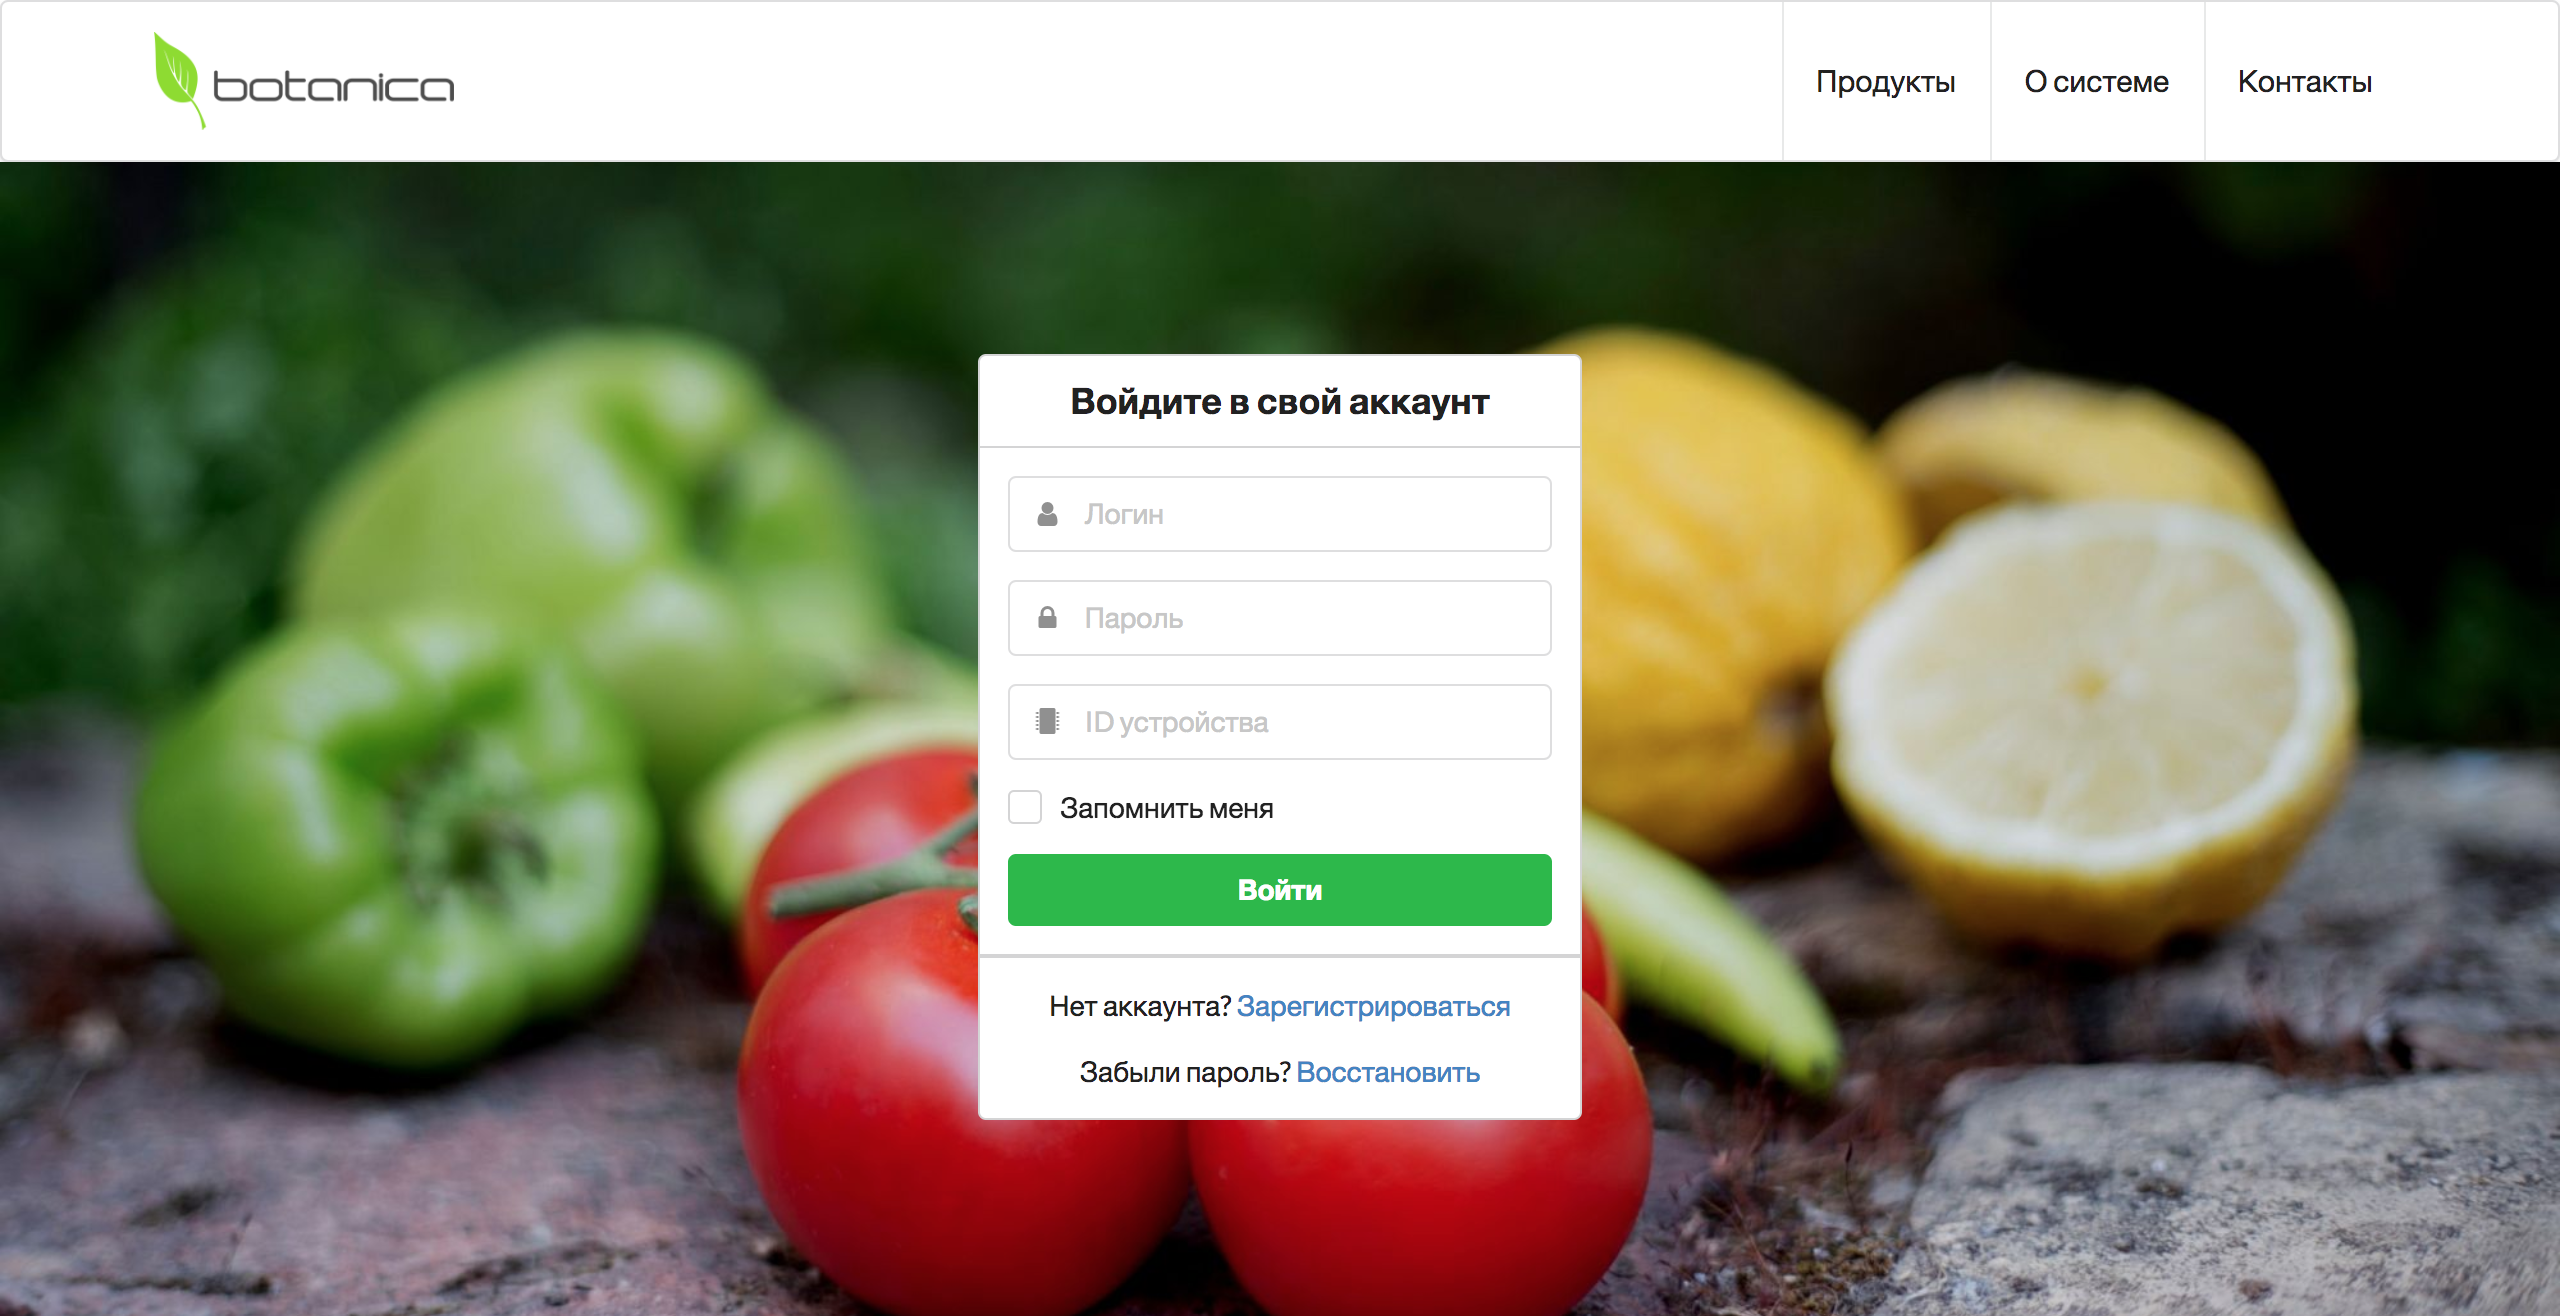 botanica
Продукты
О системе
Контакты
Войдите в свой аккаунт
Логин
Пароль
ID устройства
Запомнить меня
Войти
Нет аккаунта? Зарегистрироваться
Забыли пароль? Восстановить